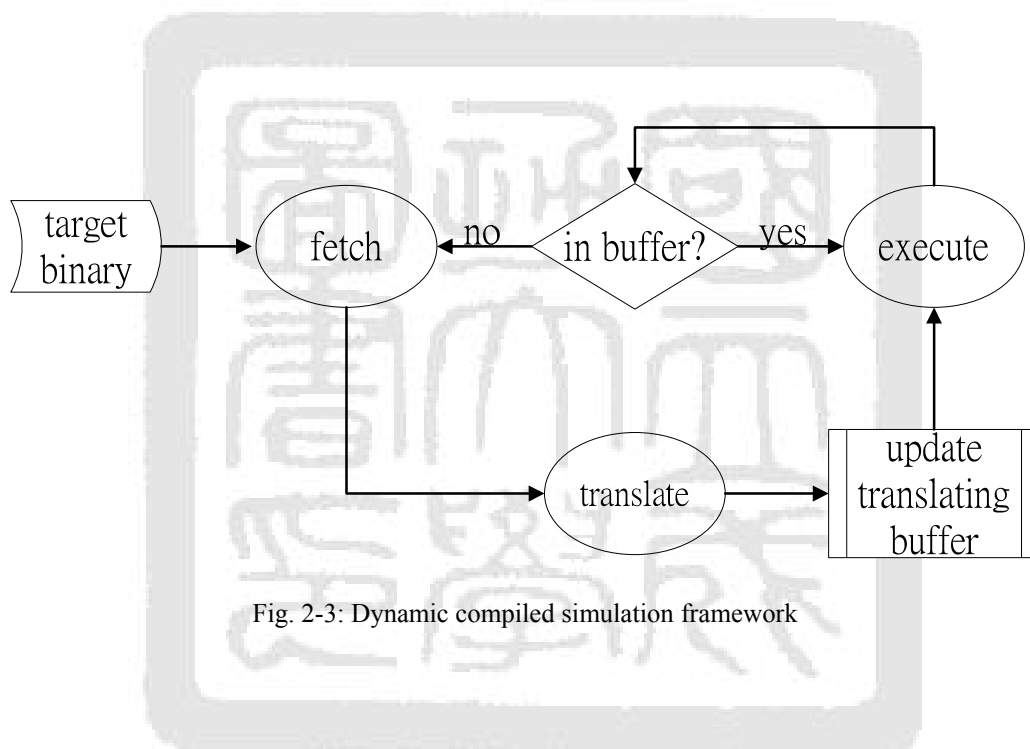 target
binary
fetch
no
in buffer?
yes
execute
translate
update
translating
buffer
Fig. 2-3: Dynamic compiled simulation framework